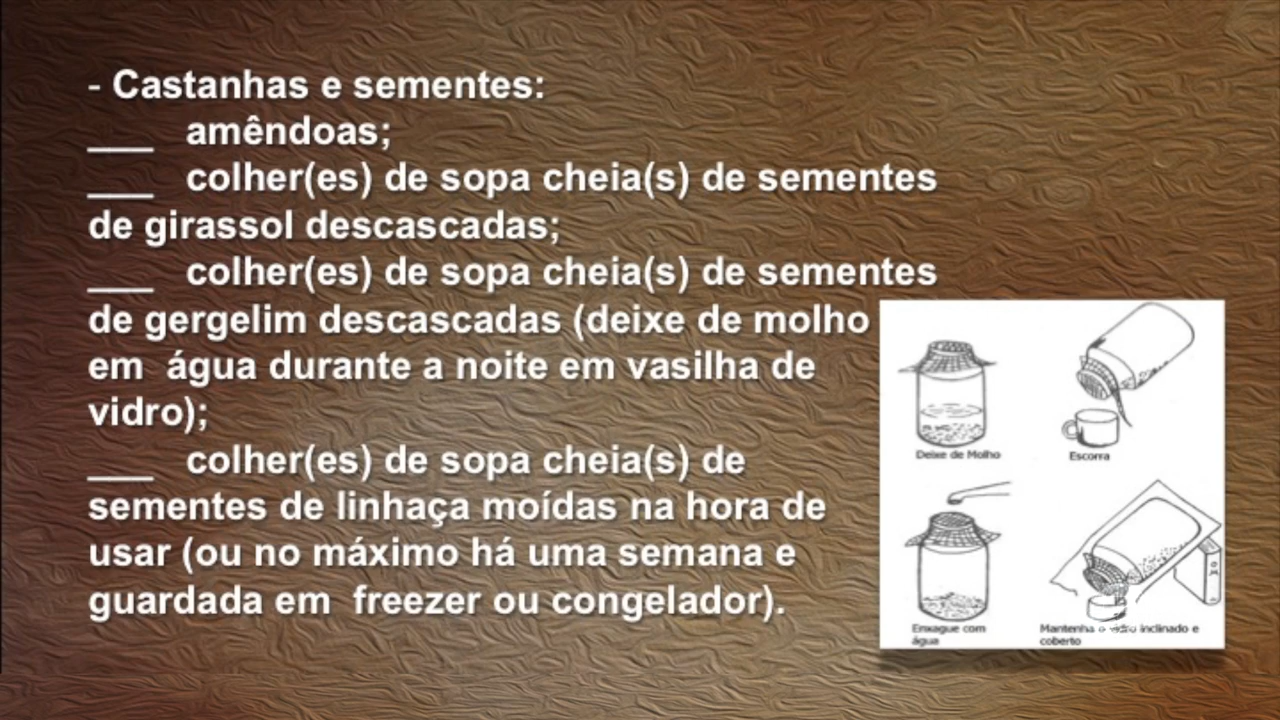 - Castanhas e sementes:
___ amêndoas;
___ colher(es) de sopa cheia(s) de sementes
de girassol descascadas;
___ colher(es) de sopa cheia(s) de sementes
de gergelim descascadas (deixe de molho
em água durante a noite em vasilha de
vidro);
___ colher(es) de sopa cheia(s) de
sementes de linhaça moídas na hora de
usar (ou no máximo há uma semana e
guardada em freezer ou congelador).
Deixe de Molho
Escorra
Enxague com
água
Mantenha o vidro inclinado e
coberto